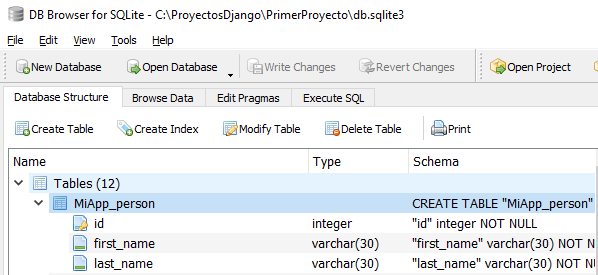 DB Browser for SQLite - C:\ProyectosDjango\PrimerProyecto\db.sqlite3
File Edit View Tools Help
New Database Open Database Write Changes Revert Changes Open Project
Database Structure Browse Data Edit Pragmas Execute SQL
Create Table Create Index Modify Table Delete Table Print
Name Type Schema
Tables (12)
MiApp_person CREATE TABLE "MiApp_person"
id integer "id" integer NOT NULL
first_name varchar(30) "first_name" varchar(30) NOT N
last_name varchar(30) "last_name" varchar(30) NOT N